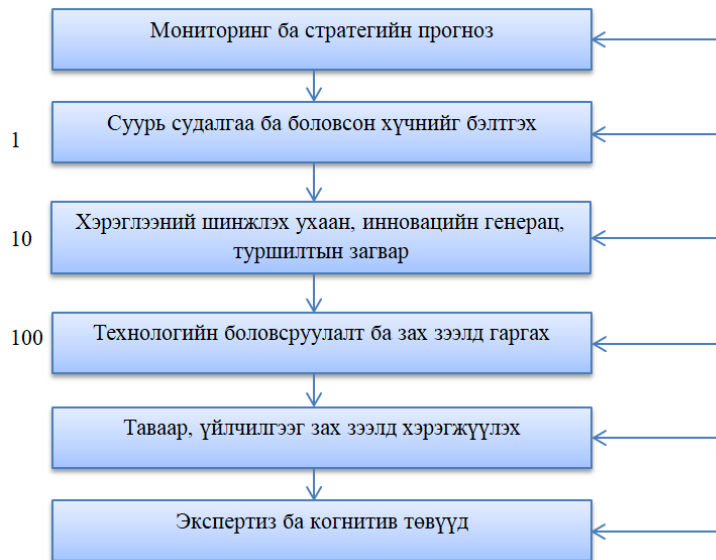 Мониторинг ба стратегийн прогноз
1
Суурь судалгаа ба боловсон хүчнийг бэлтгэх
10
Хэрэглээний шинжлэх ухаан, инновацийн генерац,
туршилтын загвар
100
Технологийн боловсруулалт ба зах зээлд гаргах
Таваар, үйлчилгээг зах зээлд хэрэгжүүлэх
Экспертиз ба когнитив төвүүд